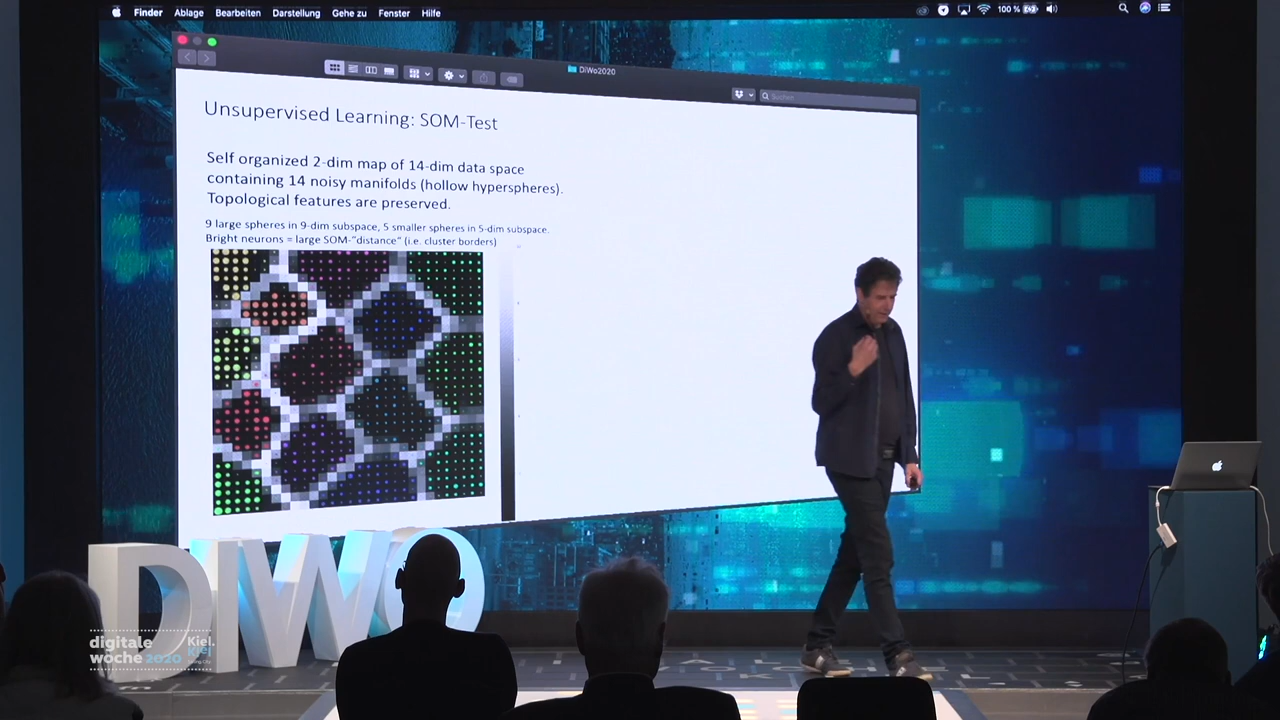 Finder Ablage Bearbeiten Darstellung Gehe zu Fenster Hilfe
100 %
DiWo2020
Suchen
Unsupervised Learning: SOM-Test
Self organized 2-dim map of 14-dim data space
containing 14 noisy manifolds (hollow hyperspheres).
Topological features are preserved.
9 large spheres in 9-dim subspace, 5 smaller spheres in 5-dim subspace.
Bright neurons = large SOM-"distance" (i.e. cluster borders)
DiWO
digitale
woche 2020
Kiel.